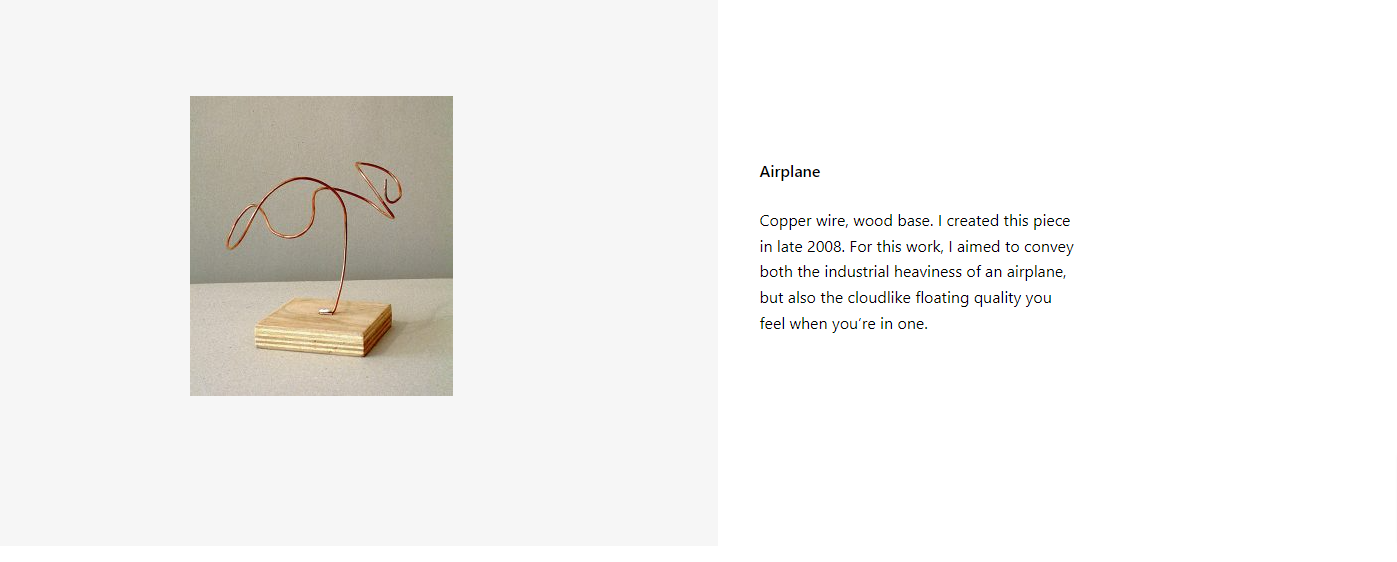 Airplane
Copper wire, wood base. I created this piece
in late 2008. For this work, I aimed to convey
both the industrial heaviness of an airplane,
but also the cloudlike floating quality you
feel when you’re in one.